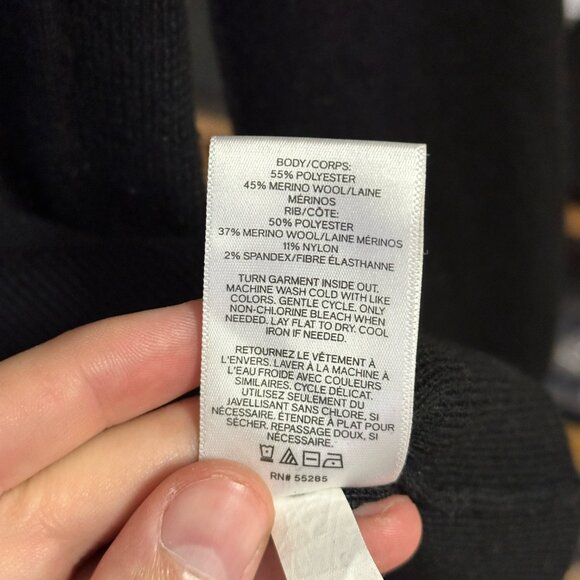 BODY/CORPS:
55% POLYESTER
45% MERINO WOOL/LAINE
MÉRINOS
RIB/CÔTE:
50% POLYESTER
37% MERINO WOOL/LAINE MÉRINOS
11% NYLON
2% SPANDEX/FIBRE ÉLASTHANNE
TURN GARMENT INSIDE OUT.
MACHINE WASH COLD WITH LIKE
COLORS. GENTLE CYCLE. ONLY
NON-CHLORINE BLEACH WHEN
NEEDED. LAY FLAT TO DRY. COOL
IRON IF NEEDED.
RETOURNEZ LE VÊTEMENT À
L'ENVERS. LAVER À LA MACHINE À
L'EAU FROIDE AVEC COULEURS
SIMILAIRES. CYCLE DÉLICAT.
UTILISEZ SEULEMENT DU
JAVELLISANT SANS CHLORE, SI
NÉCESSAIRE. ÉTENDRE À PLAT POUR
SÉCHER. REPASSAGE DOUX, SI
NÉCESSAIRE.
RN# 55285